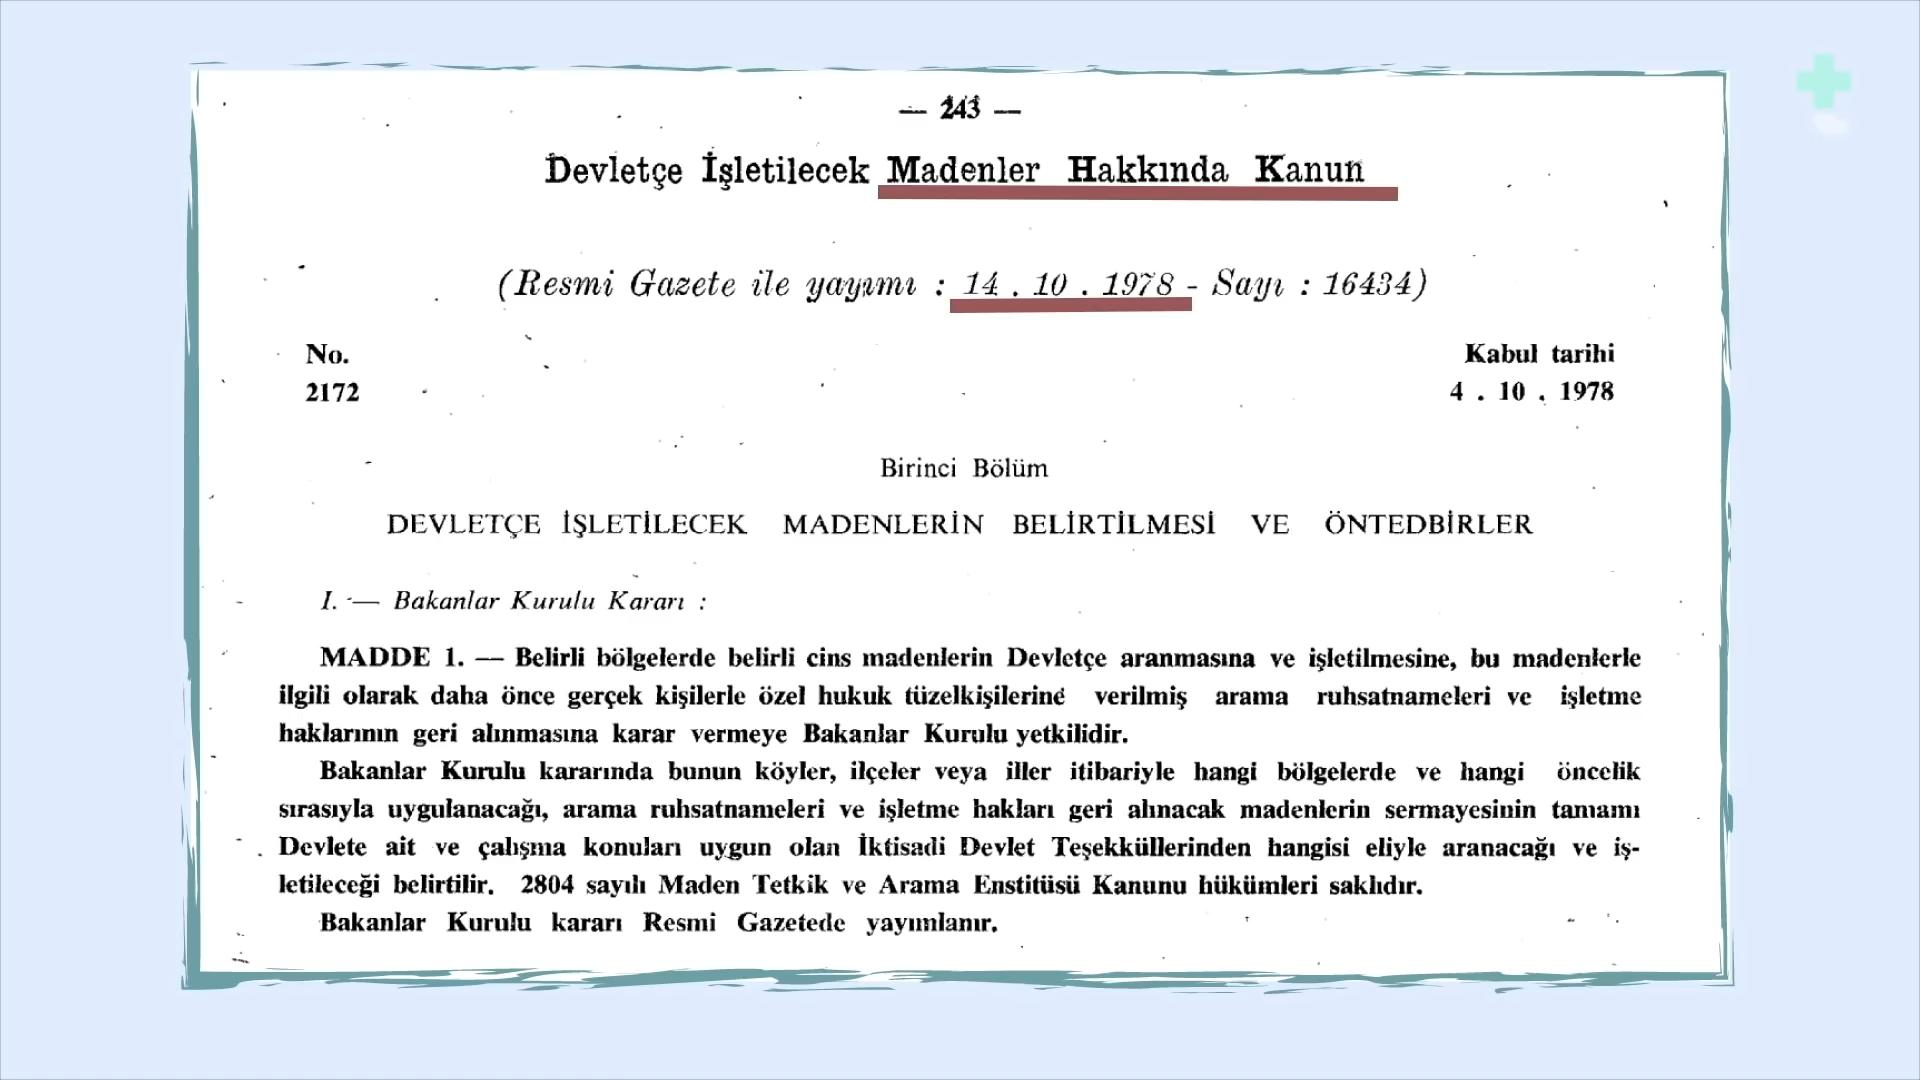 — 243 —
Devletçe İşletilecek Madenler Hakkında Kanun
(Resmi Gazete ile yayımı : 14 . 10 . 1978 - Sayı : 16434)
No. Kabul tarihi
2172 4 . 10 . 1978
Birinci Bölüm
DEVLETÇE İŞLETİLECEK MADENLERİN BELİRTİLMESİ VE ÖNTEDBİRLER
I. — Bakanlar Kurulu Kararı :
MADDE 1. — Belirli bölgelerde belirli cins madenlerin Devletçe aranmasına ve işletilmesine, bu madenlerle
ilgili olarak daha önce gerçek kişilerle özel hukuk tüzelkişilerine verilmiş arama ruhsatnameleri ve işletme
haklarının geri alınmasına karar vermeye Bakanlar Kurulu yetkilidir.
Bakanlar Kurulu kararında bunun köyler, ilçeler veya iller itibariyle hangi bölgelerde ve hangi öncelik
sırasıyla uygulanacağı, arama ruhsatnameleri ve işletme hakları geri alınacak madenlerin sermayesinin tamamı
Devlete ait ve çalışma konuları uygun olan İktisadi Devlet Teşekküllerinden hangisi eliyle aranacağı ve iş-
letileceği belirtilir. 2804 sayılı Maden Tetkik ve Arama Enstitüsü Kanunu hükümleri saklıdır.
Bakanlar Kurulu kararı Resmi Gazetede yayımlanır.